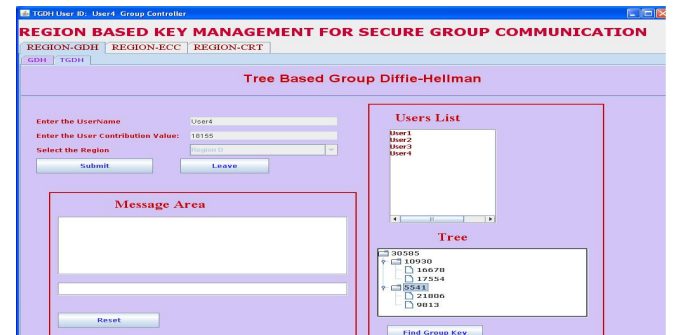 TGDH User ID: User4 Group Controller
REGION BASED KEY MANAGEMENT FOR SECURE GROUP COMMUNICATION
REGION-GDH REGION-ECC REGION-CRT
GDH TGDH
Tree Based Group Diffie-Hellman
Enter the UserName User4
Enter the User Contribution Value: 18155
Select the Region Region D
Submit Leave
Message Area
Reset
Users List
User1
User2
User3
User4
Tree
30585
10930
16678
17554
5541
21806
9813
Find Group Key